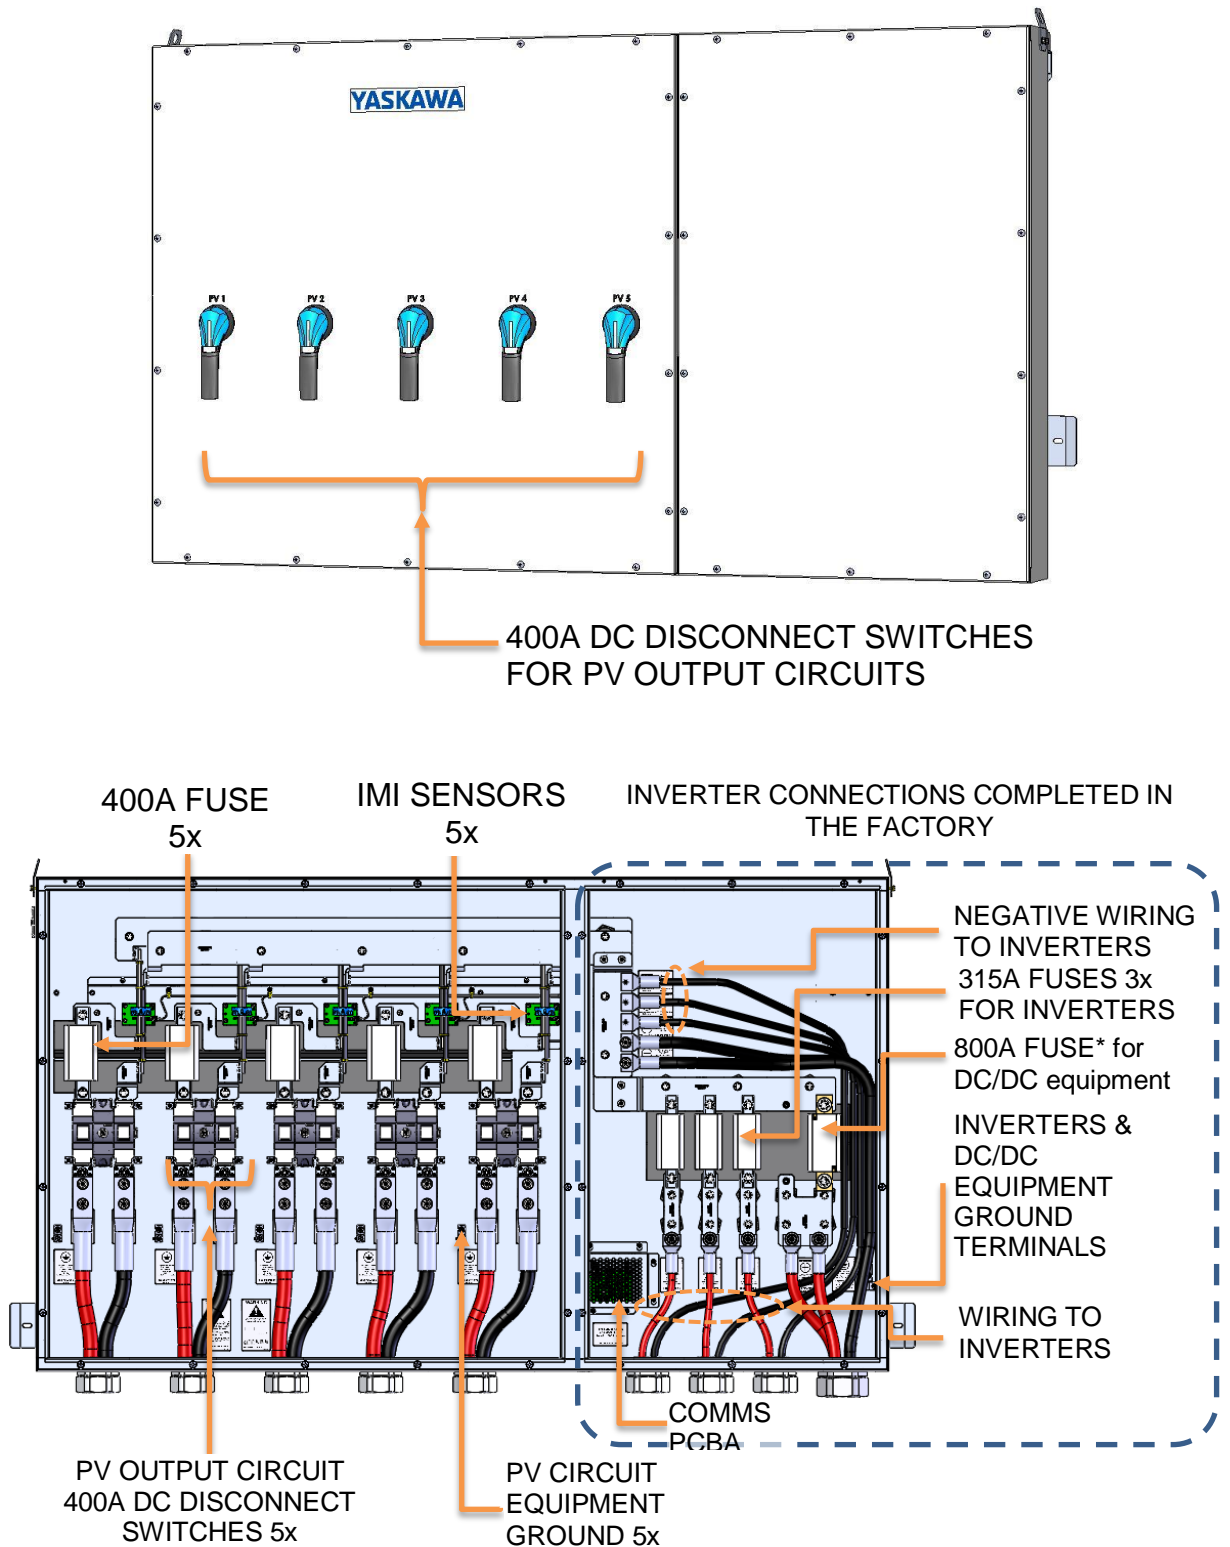 YASKAWA
PV 1
PV 2
PV 3
PV 4
PV 5
400A DC DISCONNECT SWITCHES
FOR PV OUTPUT CIRCUITS
400A FUSE
5x
IMI SENSORS
5x
INVERTER CONNECTIONS COMPLETED IN
THE FACTORY
NEGATIVE WIRING
TO INVERTERS
315A FUSES 3x
FOR INVERTERS
800A FUSE* for
DC/DC equipment
INVERTERS &
DC/DC
EQUIPMENT
GROUND
TERMINALS
WIRING TO
INVERTERS
COMMS
PCBA
PV OUTPUT CIRCUIT
400A DC DISCONNECT
SWITCHES 5x
PV CIRCUIT
EQUIPMENT
GROUND 5x